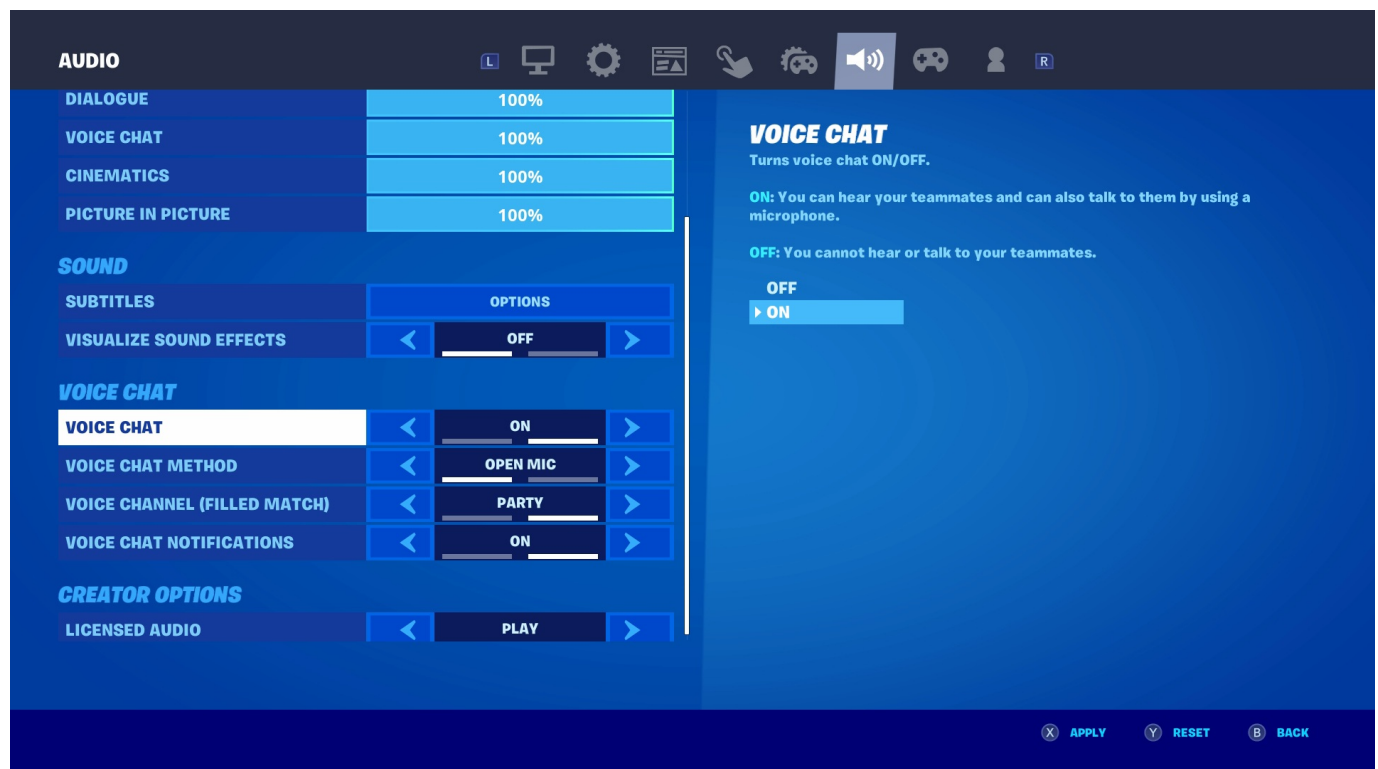 AUDIO
L
R
DIALOGUE 100%
VOICE CHAT 100%
CINEMATICS 100%
PICTURE IN PICTURE 100%
SOUND
SUBTITLES OPTIONS
VISUALIZE SOUND EFFECTS OFF
VOICE CHAT
VOICE CHAT ON
VOICE CHAT METHOD OPEN MIC
VOICE CHANNEL (FILLED MATCH) PARTY
VOICE CHAT NOTIFICATIONS ON
CREATOR OPTIONS
LICENSED AUDIO PLAY
VOICE CHAT
Turns voice chat ON/OFF.
ON: You can hear your teammates and can also talk to them by using a
microphone.
OFF: You cannot hear or talk to your teammates.
OFF
ON
X APPLY Y RESET B BACK